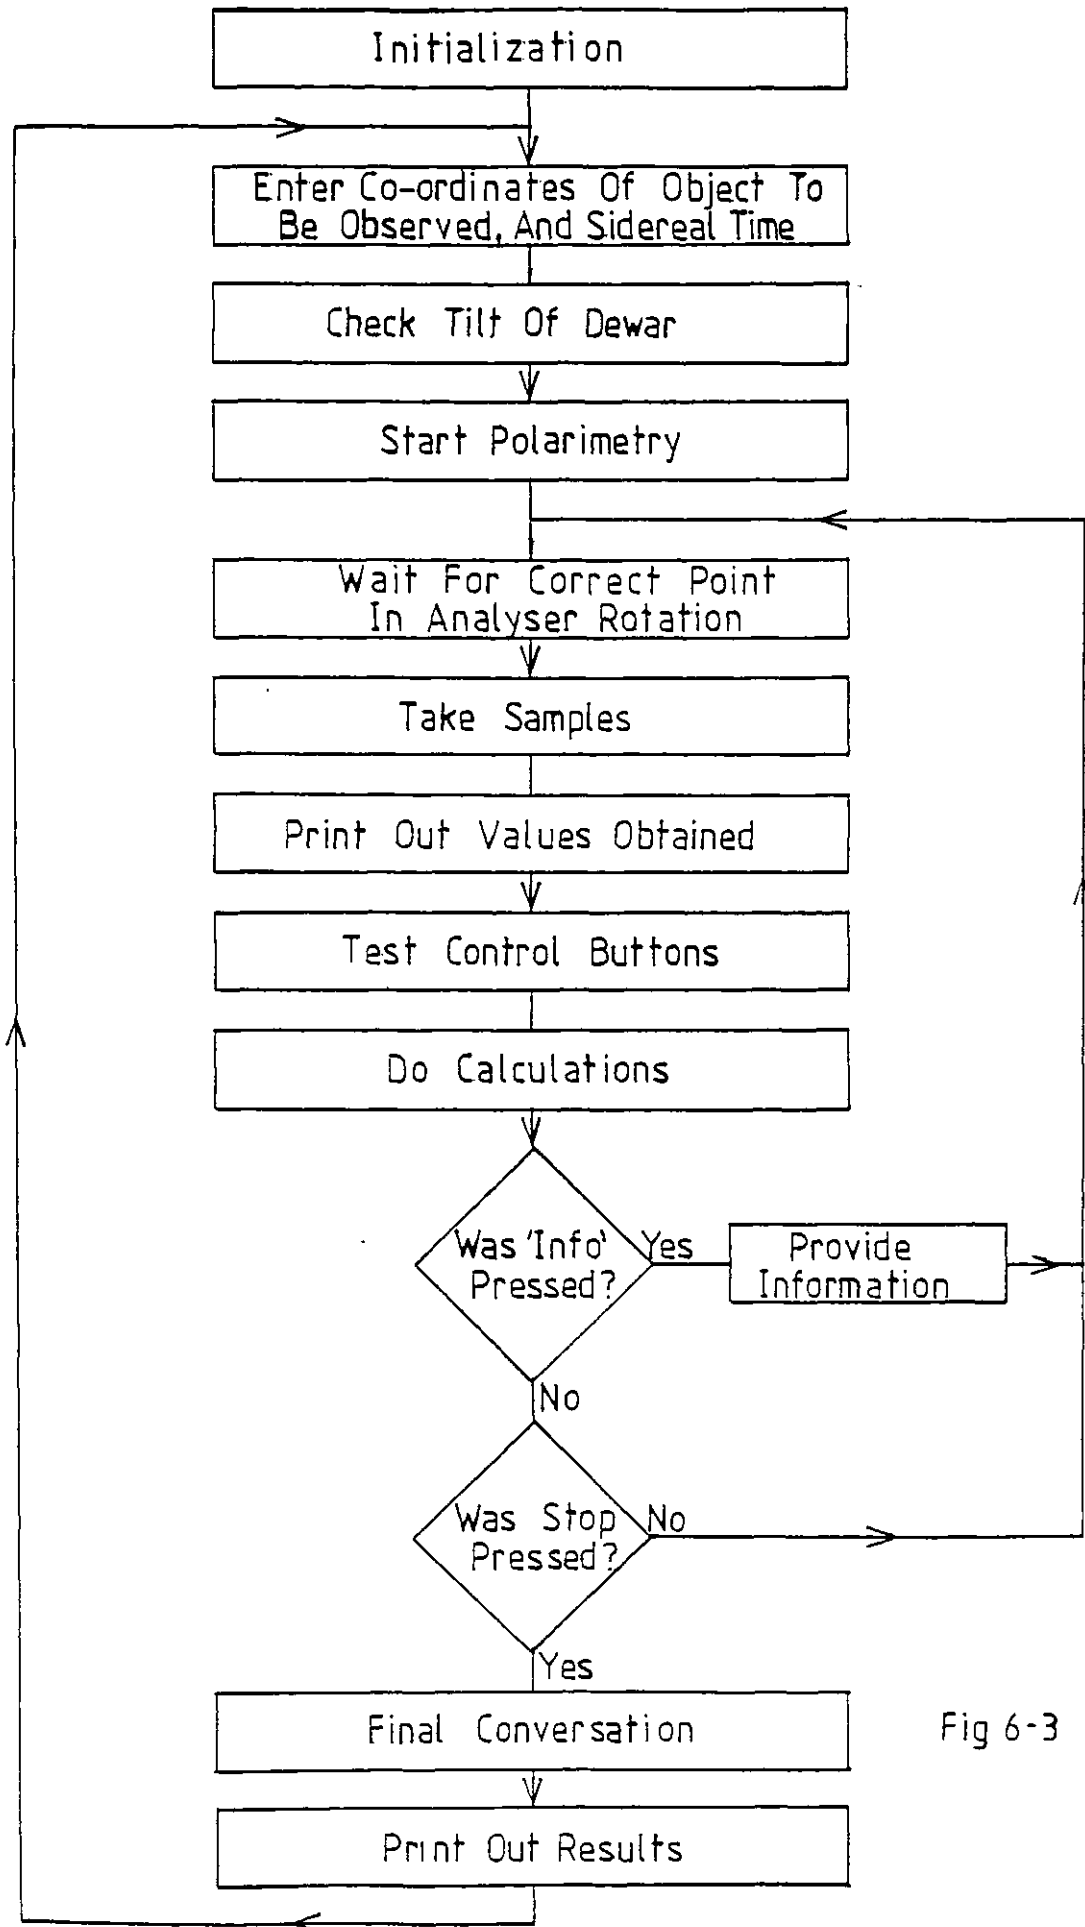 Initialization
Enter Co-ordinates Of Object To
Be Observed, And Sidereal Time
Check Tilt Of Dewar
Start Polarimetry
Wait For Correct Point
In Analyser Rotation
Take Samples
Print Out Values Obtained
Test Control Buttons
Do Calculations
Was 'Info'
Pressed?
Yes
Provide
Information
No
Was Stop
Pressed?
No
Yes
Final Conversation
Fig 6-3
Print Out Results